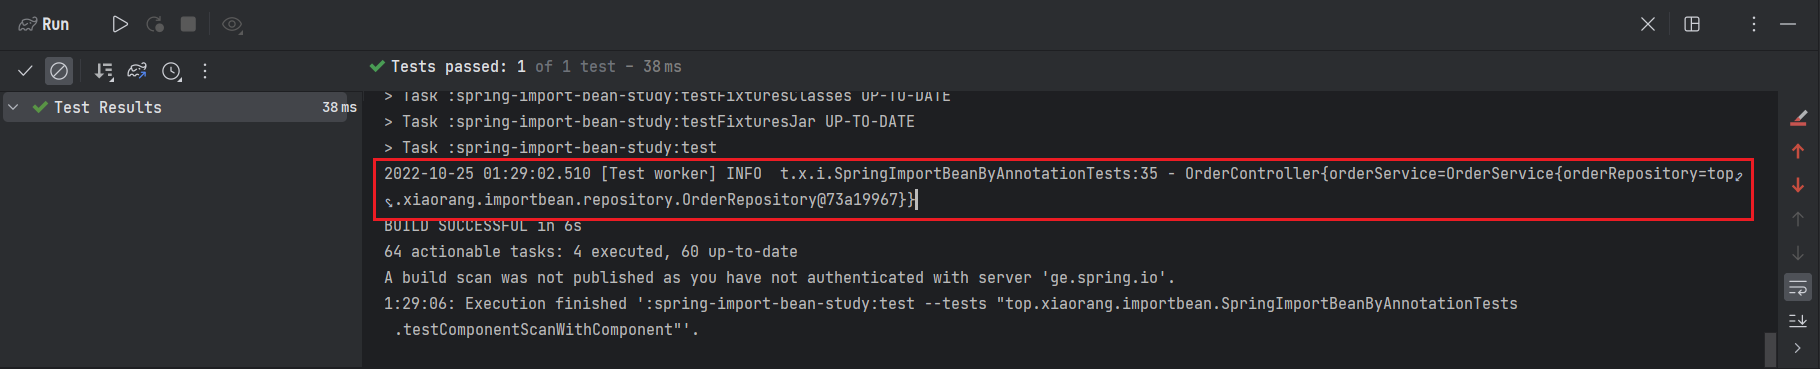 Run
Tests passed: 1 of 1 test – 38 ms
Test Results 38 ms
> Task :spring-import-bean-study:testFixturesClasses UP-TO-DATE
> Task :spring-import-bean-study:testFixturesJar UP-TO-DATE
> Task :spring-import-bean-study:test
2022-10-25 01:29:02.510 [Test worker] INFO  t.x.i.SpringImportBeanByAnnotationTests:35 - OrderController{orderService=OrderService{orderRepository=top
.xiaorang.importbean.repository.OrderRepository@73a19967}}
BUILD SUCCESSFUL in 6s
64 actionable tasks: 4 executed, 60 up-to-date
A build scan was not published as you have not authenticated with server 'ge.spring.io'.
1:29:06: Execution finished ':spring-import-bean-study:test --tests "top.xiaorang.importbean.SpringImportBeanByAnnotationTests
.testComponentScanWithComponent"'.